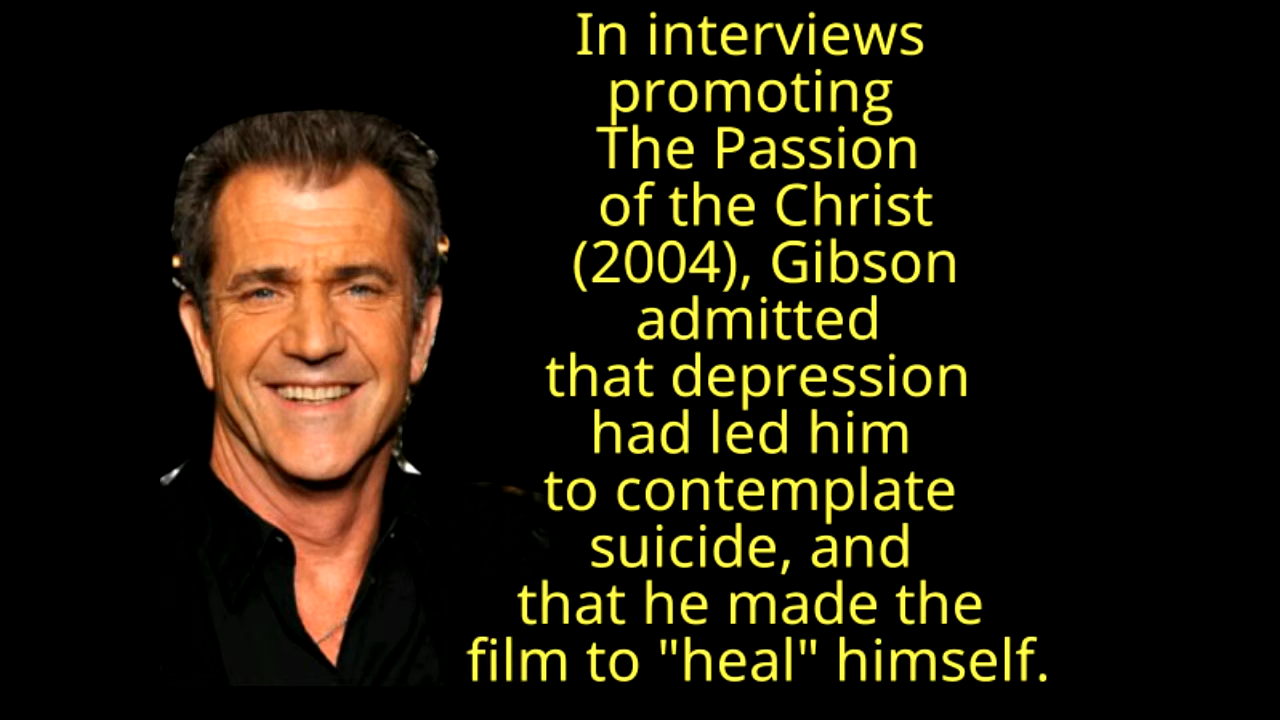 In interviews
promoting
The Passion
of the Christ
(2004), Gibson
admitted
that depression
had led him
to contemplate
suicide, and
that he made the
film to "heal" himself.